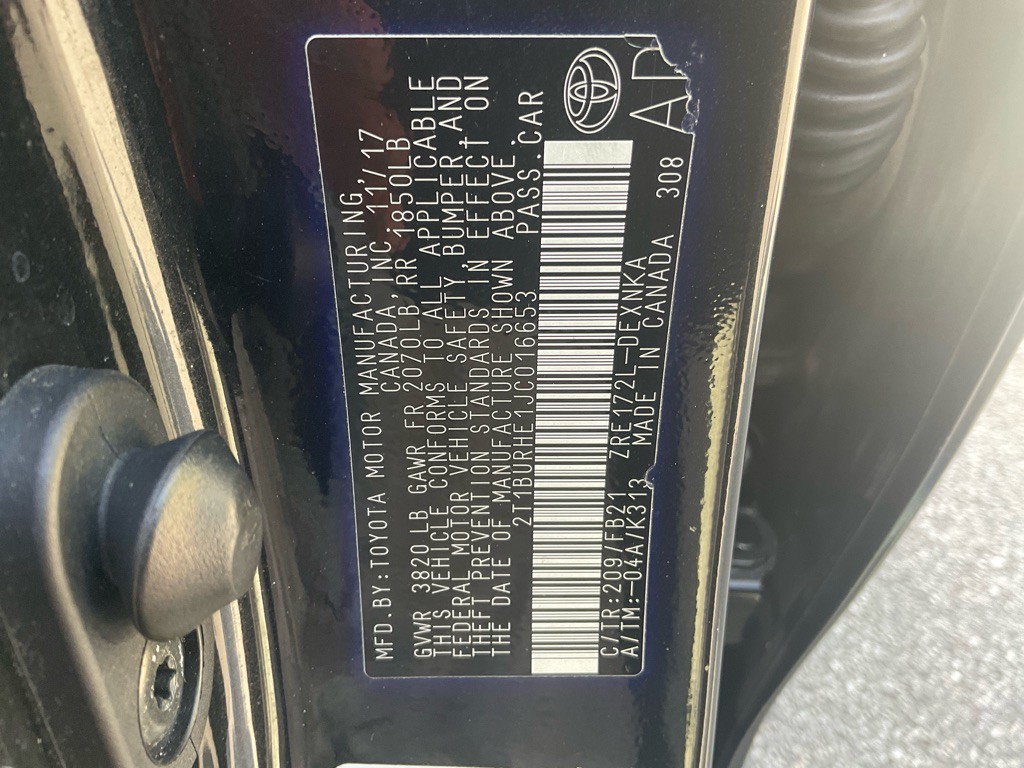 MFD BY:TOYOTA MOTOR MANUFACTURING,
CANADA,INC 11/17
GVWR 3820LB GAWR FR 2070LB,RR 1850LB
THIS VEHICLE CONFORMS TO ALL APPLICABLE
FEDERAL MOTOR VEHICLE SAFETY,BUMPER,AND
THEFT PREVENTION STANDARDS IN EFFECT ON
THE DATE OF MANUFACTURE SHOWN ABOVE.
2T1BURHE1JC016653 PASS.CAR
C/TR:209/FB21 ZRE172L-DEXNKA
A/TM:-04A/K313 MADE IN CANADA 308